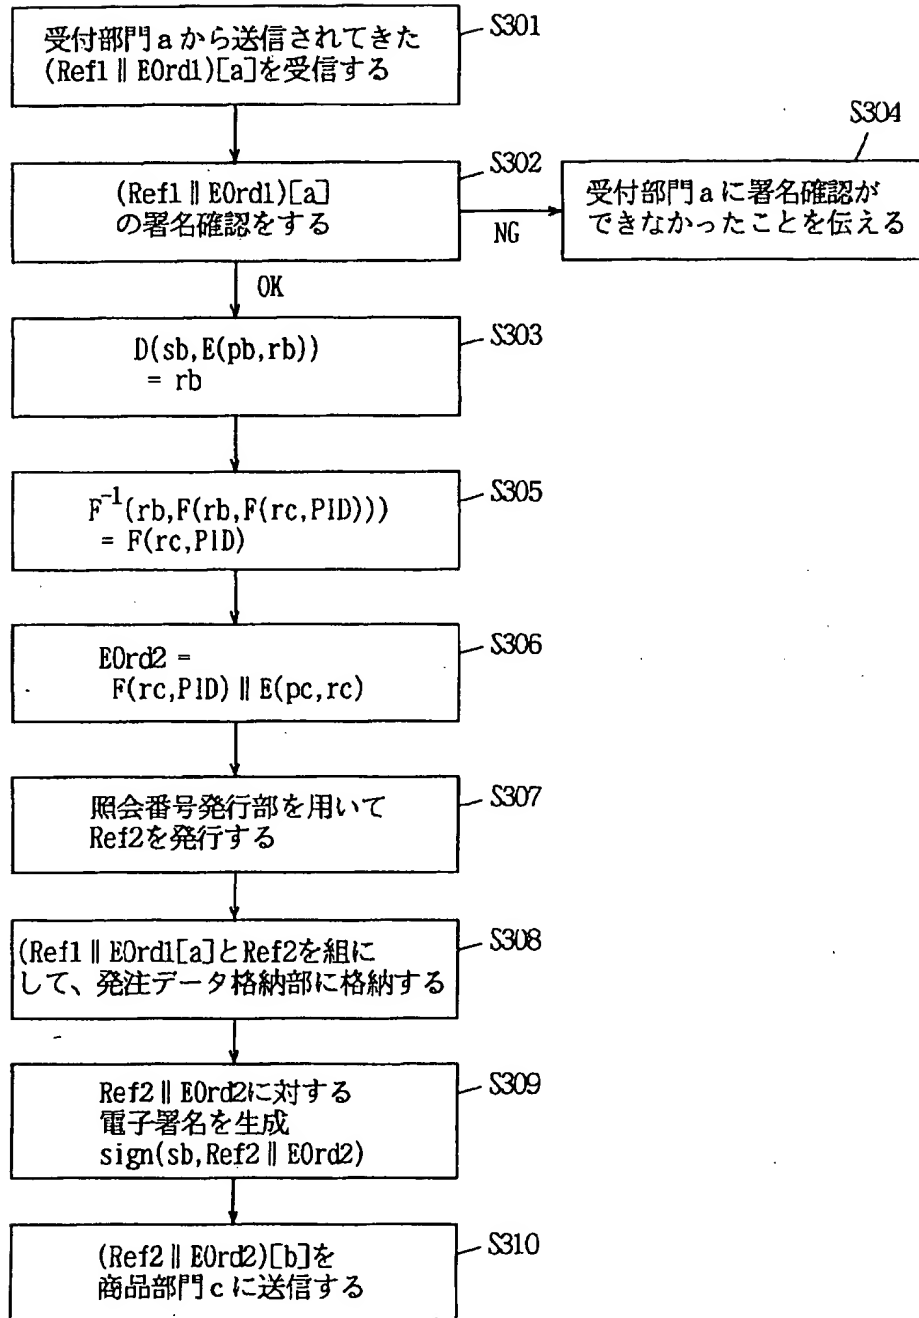 受付部門aから送信されてきた
(Ref1∥EOrd1)[a]を受信する
S301
(Ref1∥EOrd1)[a]
の署名確認をする
S302
NG
OK
受付部門aに署名確認が
できなかったことを伝える
S304
D(sb,E(pb,rb))
= rb
S303
F⁻¹(rb,F(rb,F(rc,PID)))
= F(rc,PID)
S305
EOrd2 =
F(rc,PID)∥E(pc,rc)
S306
照会番号発行部を用いて
Ref2を発行する
S307
(Ref1∥EOrd1[a]とRef2を組に
して、発注データ格納部に格納する
S308
Ref2∥EOrd2に対する
電子署名を生成
sign(sb,Ref2∥EOrd2)
S309
(Ref2∥EOrd2)[b]を
商品部門cに送信する
S310